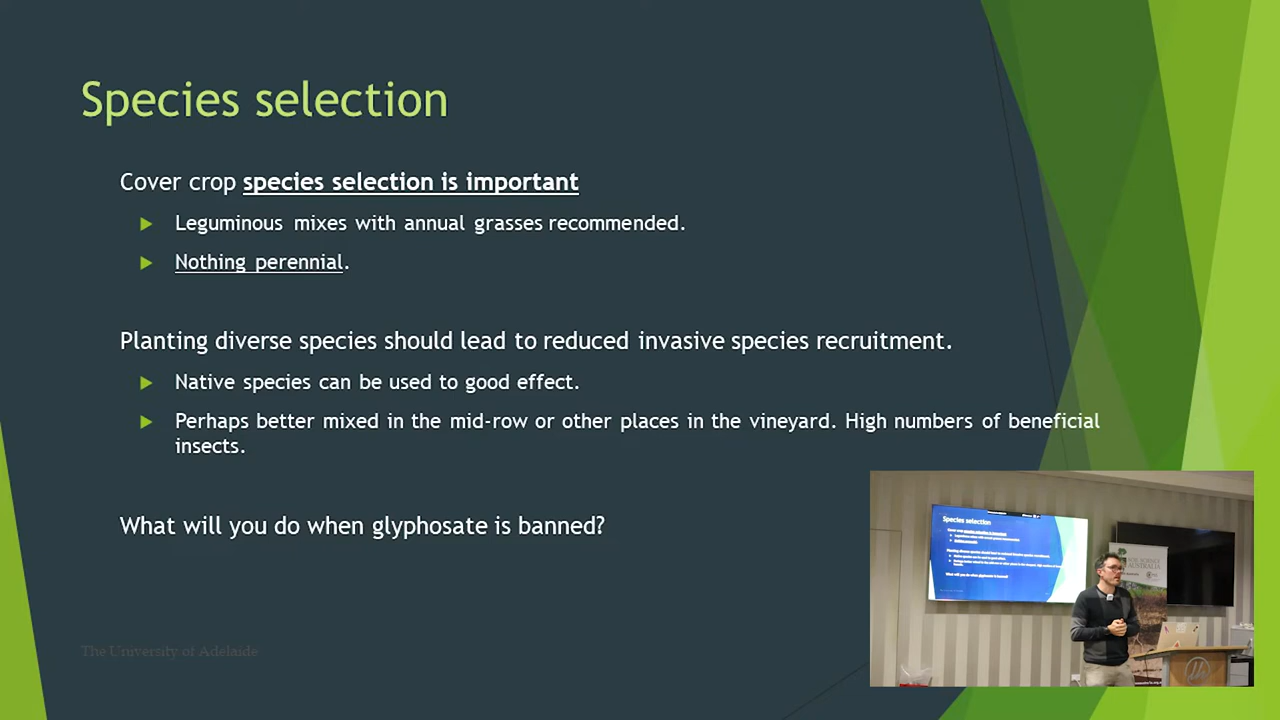 Species selection
Cover crop species selection is important
Leguminous mixes with annual grasses recommended.
Nothing perennial.
Planting diverse species should lead to reduced invasive species recruitment.
Native species can be used to good effect.
Perhaps better mixed in the mid-row or other places in the vineyard. High numbers of beneficial
insects.
What will you do when glyphosate is banned?
The University of Adelaide
Species selection
AUSTRALIA